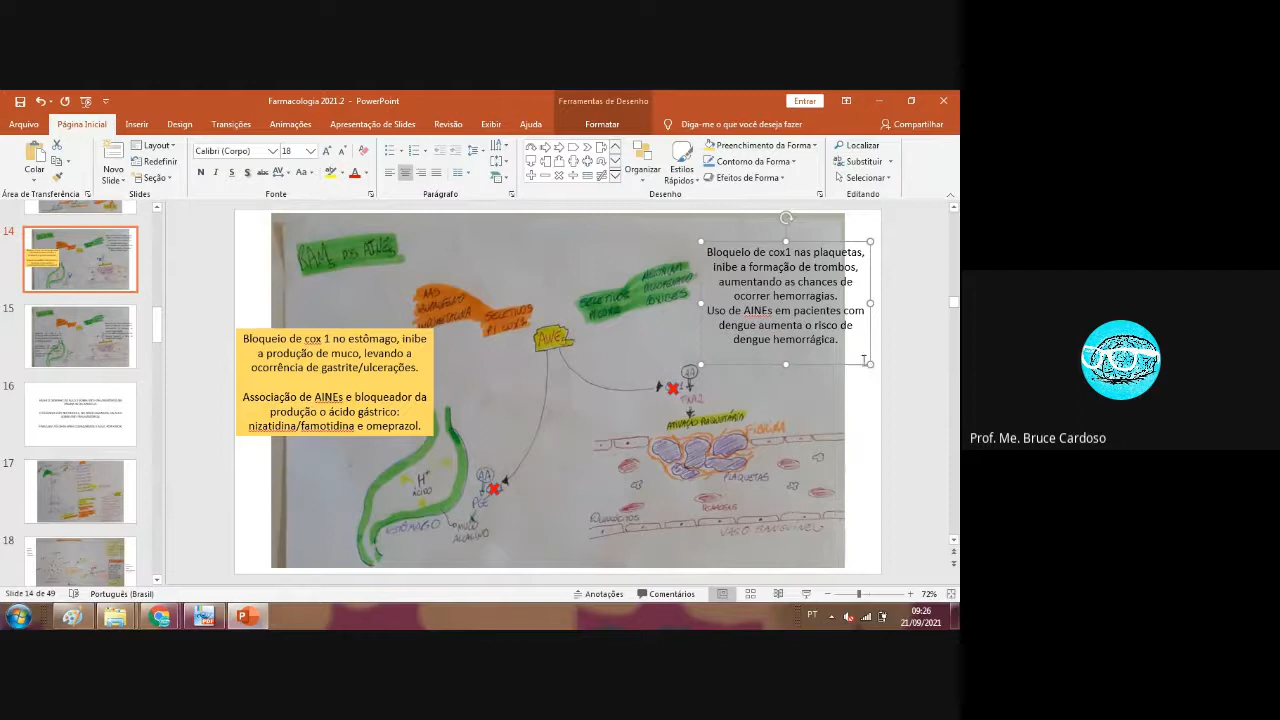 Farmacologia 2021.2 - PowerPoint
Ferramentas de Desenho
Entrar
Arquivo
Página Inicial
Inserir
Design
Transições
Animações
Apresentação de Slides
Revisão
Exibir
Ajuda
Formatar
Diga-me o que você deseja fazer
Compartilhar
Colar
Novo Slide
Layout
Redefinir
Seção
Calibri (Corpo)
18
Organizar
Estilos Rápidos
Preenchimento da Forma
Contorno da Forma
Efeitos de Forma
Localizar
Substituir
Selecionar
Área de Transferência
Slides
Fonte
Parágrafo
Desenho
Editando
14
15
16
17
18
RAMs DOS AINES
AAS
SELETIVOS
AINES
Bloqueio de cox1 nas plaquetas,
inibe a formação de trombos,
aumentando as chances de
ocorrer hemorragias.
Uso de AINEs em pacientes com
dengue aumenta o risco de
dengue hemorrágica.
Bloqueio de cox 1 no estômago, inibe
a produção de muco, levando a
ocorrência de gastrite/ulcerações.
Associação de AINEs e bloqueador da
produção o ácido gástrico:
nizatidina/famotidina e omeprazol.
AA
TXA2
ATIVAÇÃO PLAQUETÁRIA
FIBRINA
PLAQUETAS
VASO SANGUÍNEO
AA
PGE
MUCO
ALCALINO
H+
ESTÔMAGO
Slide 14 de 49
Português (Brasil)
Anotações
Comentários
72%
PT
09:26
21/09/2021
Prof. Me. Bruce Cardoso